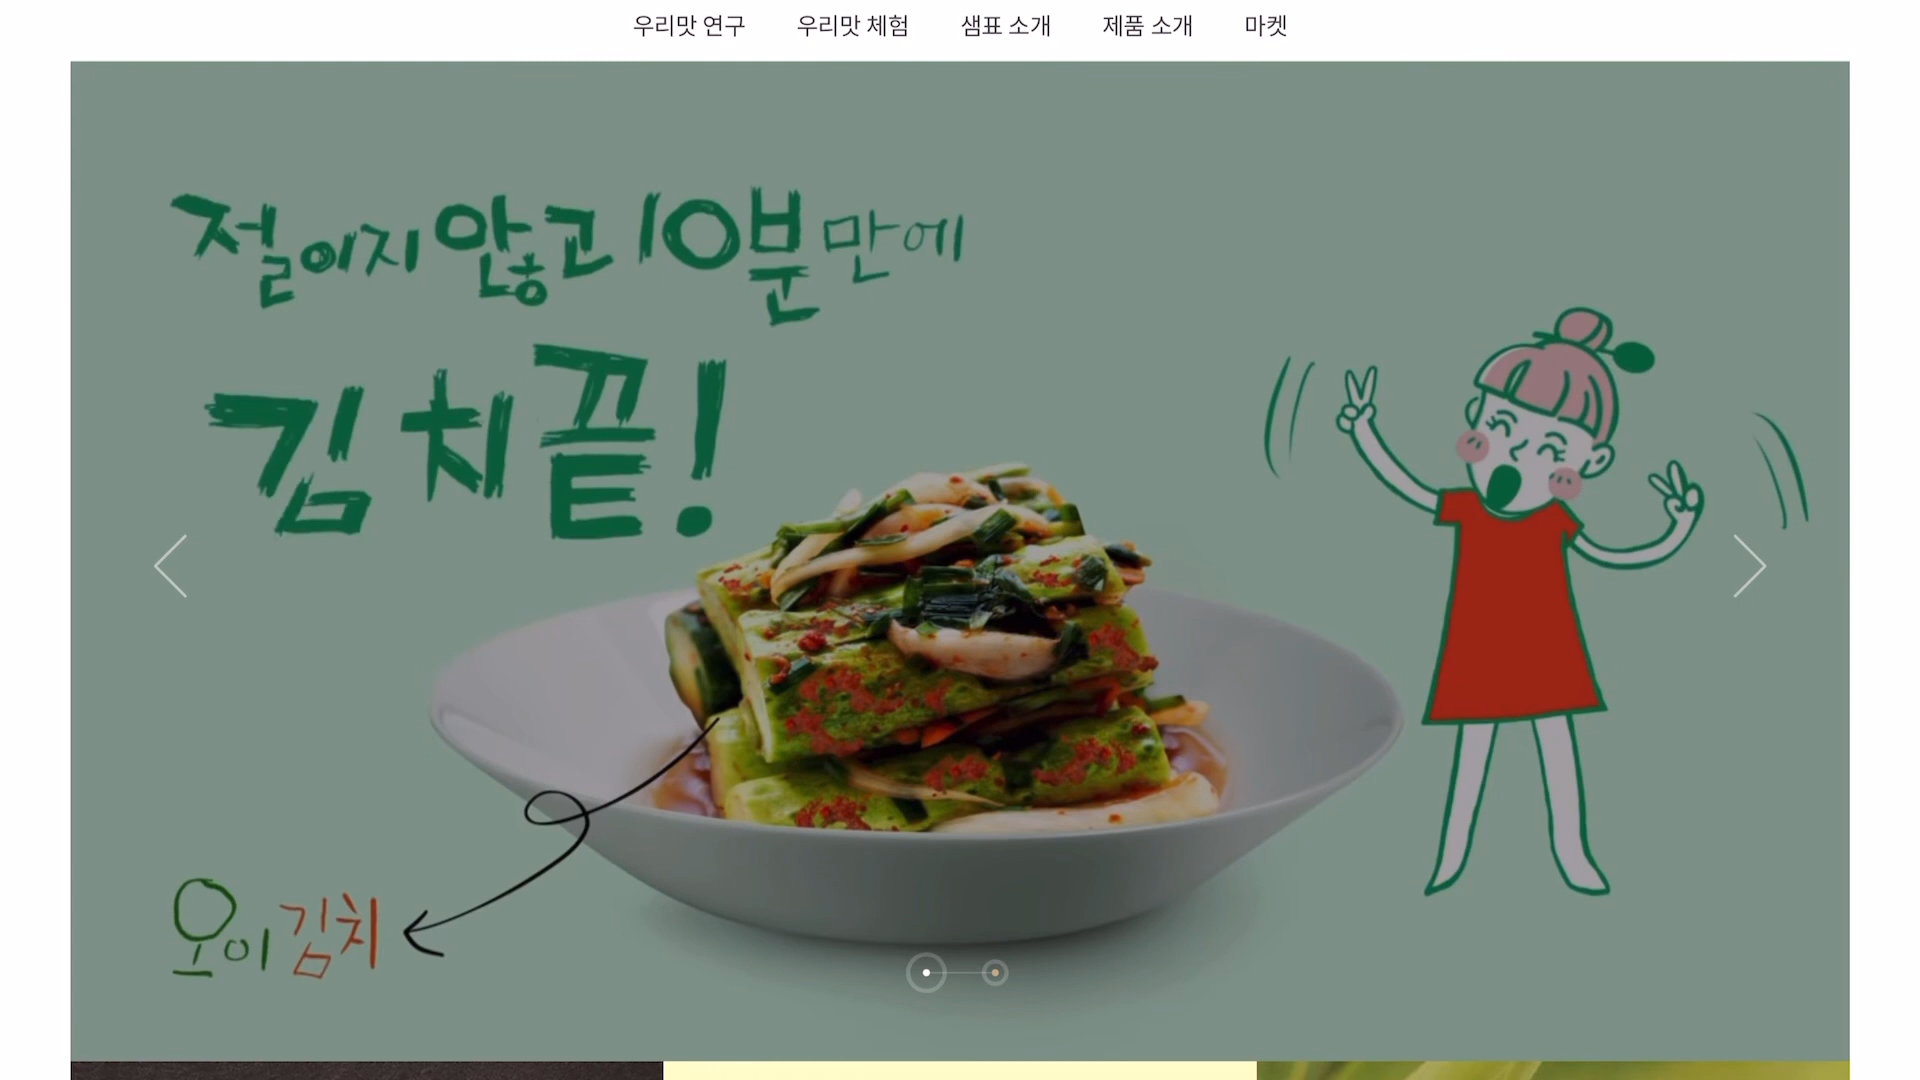 우리맛 연구 우리맛 체험 샘표 소개 제품 소개 마켓
절이지 않고 10분만에
김치 끝!
오이김치